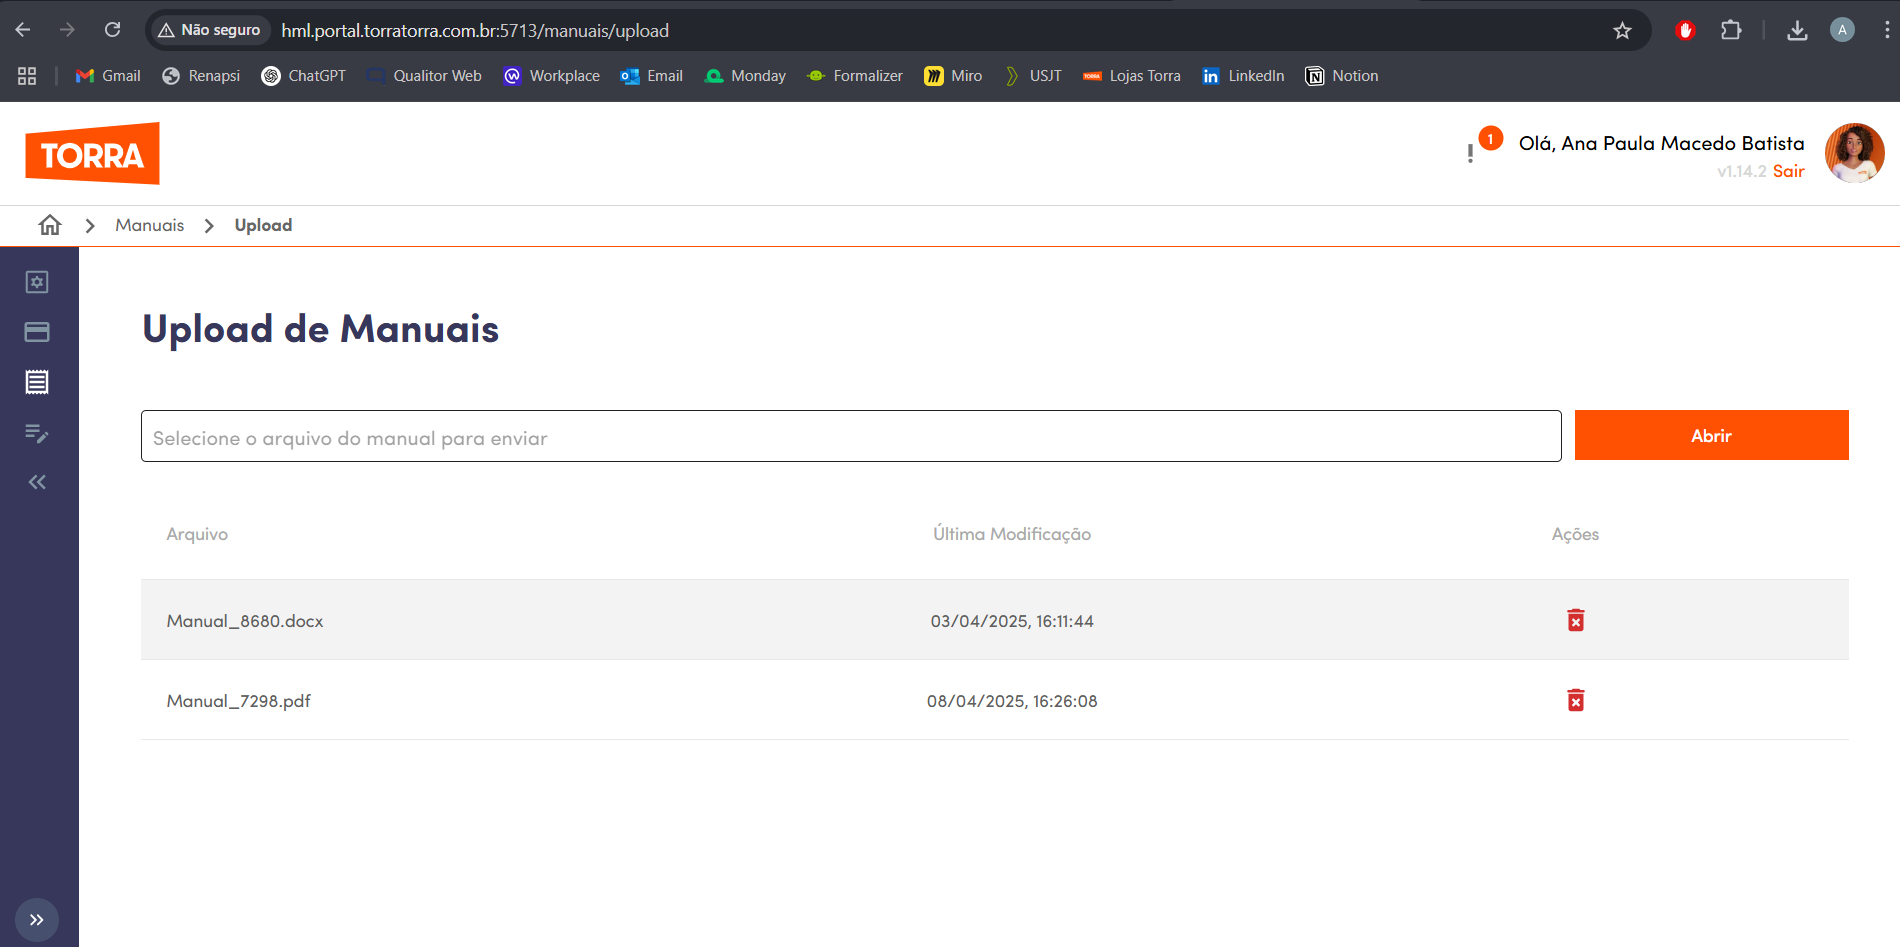 Não seguro hml.portal.torratorra.com.br:5713/manuais/upload A
Gmail Renapsi ChatGPT Qualitor Web Workplace Email Monday Formalizer Miro USJT Lojas Torra LinkedIn Notion
TORRA
1
Olá, Ana Paula Macedo Batista
v1.14.2 Sair
Manuais Upload
Upload de Manuais
Selecione o arquivo do manual para enviar Abrir
Arquivo Última Modificação Ações
Manual_8680.docx 03/04/2025, 16:11:44
Manual_7298.pdf 08/04/2025, 16:26:08